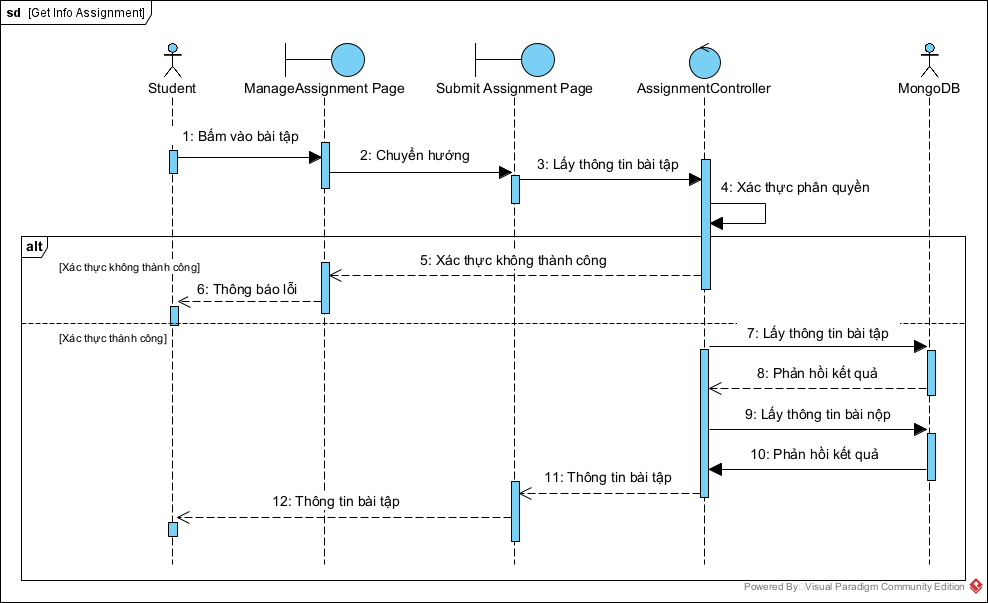 sd [Get Info Assignment]
Student
ManageAssignment Page
Submit Assignment Page
AssignmentController
MongoDB
1: Bấm vào bài tập
2: Chuyển hướng
3: Lấy thông tin bài tập
4: Xác thực phân quyền
alt
[Xác thực không thành công]
5: Xác thực không thành công
6: Thông báo lỗi
[Xác thực thành công]
7: Lấy thông tin bài tập
8: Phản hồi kết quả
9: Lấy thông tin bài nộp
10: Phản hồi kết quả
11: Thông tin bài tập
12: Thông tin bài tập
Powered By Visual Paradigm Community Edition